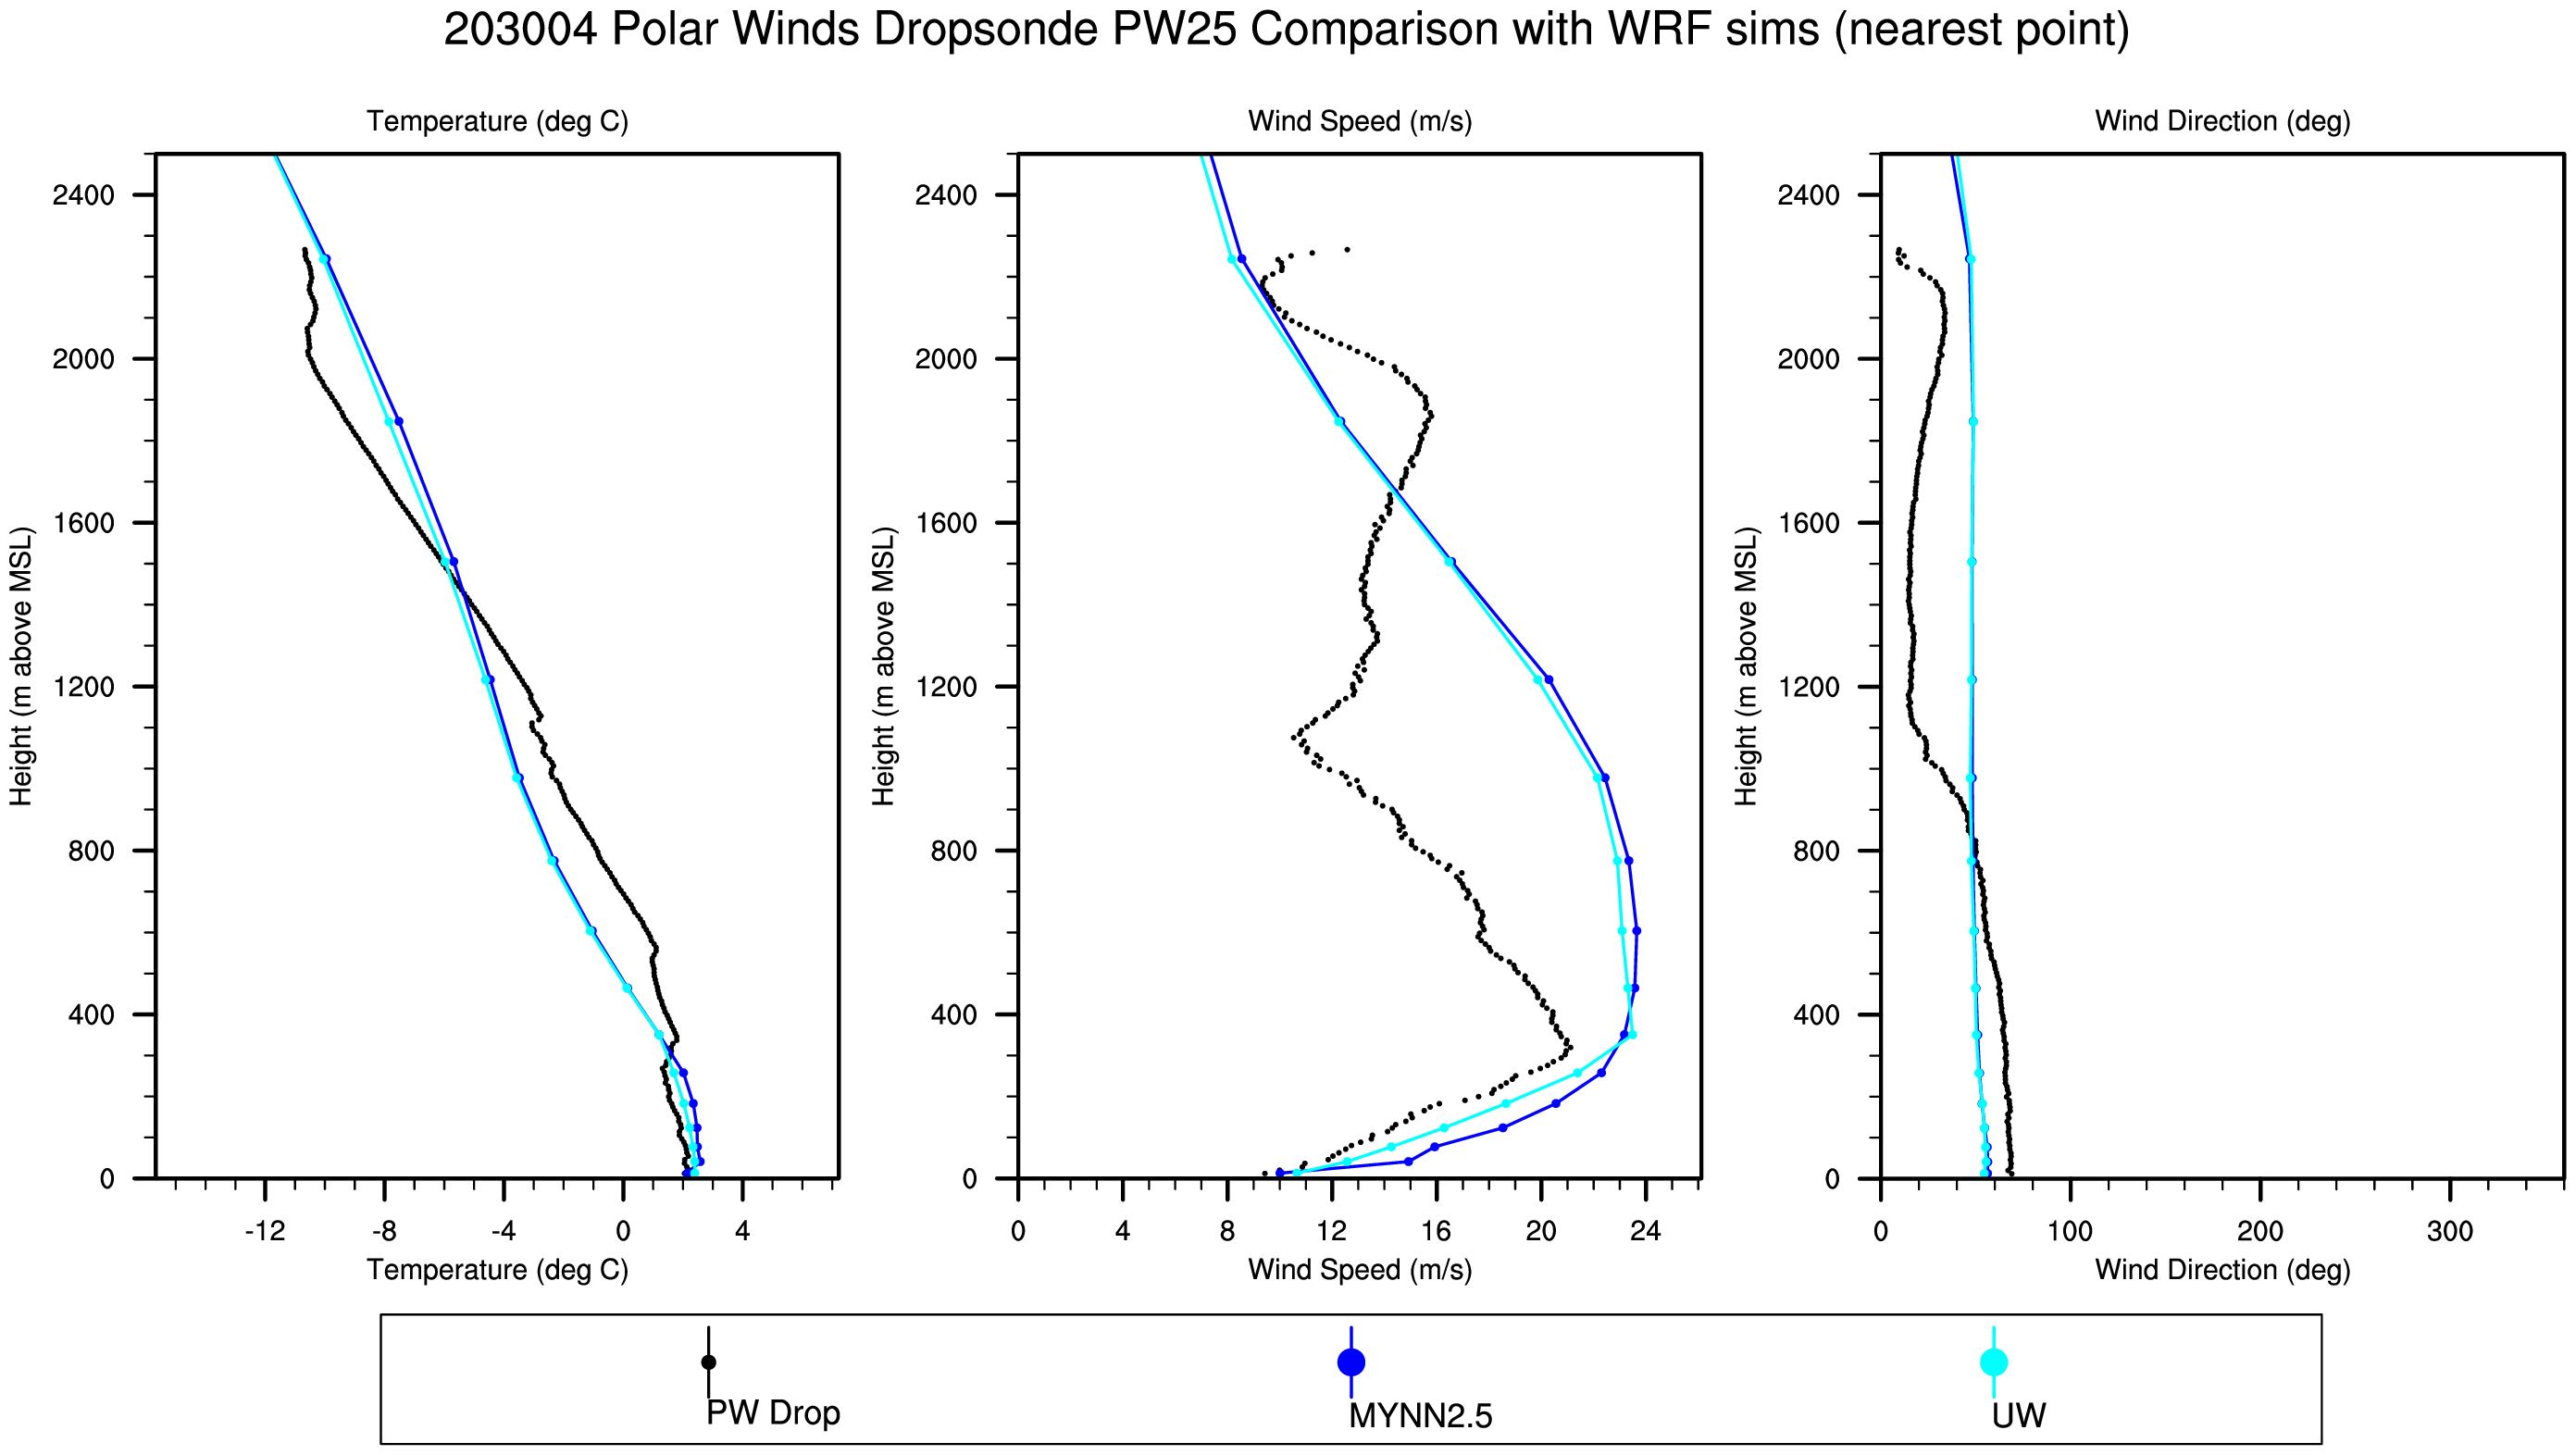 203004 Polar Winds Dropsonde PW25 Comparison with WRF sims (nearest point)
Temperature (deg C)
Wind Speed (m/s)
Wind Direction (deg)
Height (m above MSL)
2400
2000
1600
1200
800
400
0
-12
-8
-4
0
4
Temperature (deg C)
Height (m above MSL)
2400
2000
1600
1200
800
400
0
0
4
8
12
16
20
24
Wind Speed (m/s)
Height (m above MSL)
2400
2000
1600
1200
800
400
0
0
100
200
300
Wind Direction (deg)
PW Drop
MYNN2.5
UW